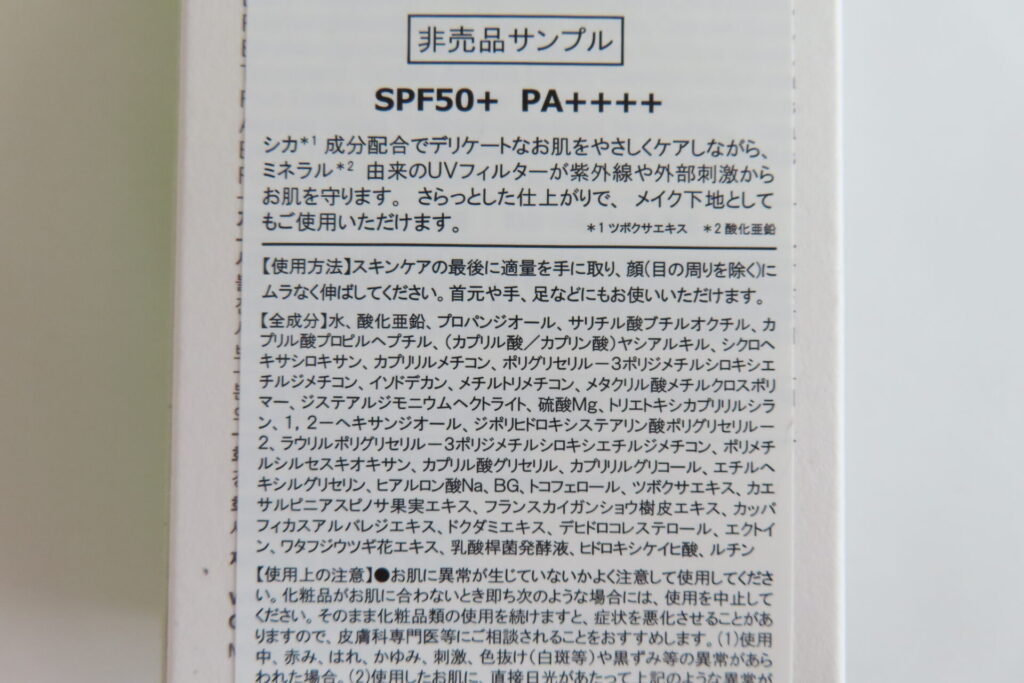 非売品サンプル
SPF50+ PA++++
シカ*1 成分配合でデリケートなお肌をやさしくケアしながら、
ミネラル*2 由来のUVフィルターが紫外線や外部刺激から
お肌を守ります。 さらっとした仕上がりで、 メイク下地として
もご使用いただけます。 *1 ツボクサエキス *2 酸化亜鉛
【使用方法】スキンケアの最後に適量を手に取り、顔(目の周りを除く)に
ムラなく伸ばしてください。首元や手、足などにもお使いいただけます。
【全成分】水、酸化亜鉛、プロパンジオール、サリチル酸ブチルオクチル、カ
プリル酸プロピルヘプチル、(カプリル酸/カプリン酸)ヤシアルキル、シクロヘ
キサシロキサン、カプリリルメチコン、ポリグリセリル-3ポリジメチルシロキシエ
チルジメチコン、イソドデカン、メチルトリメチコン、メタクリル酸メチルクロスポリ
マー、ジステアルジモニウムヘクトライト、硫酸Mg、トリエトキシカプリリルシラ
ン、1,2-ヘキサンジオール、ジポリヒドロキシステアリン酸ポリグリセリル-
2、ラウリルポリグリセリル-3ポリジメチルシロキシエチルジメチコン、ポリメチ
ルシルセスキオキサン、カプリル酸グリセリル、カプリリルグリコール、エチルヘ
キシルグリセリン、ヒアルロン酸Na、BG、トコフェロール、ツボクサエキス、カエ
サルピニアスピノサ果実エキス、フランスカイガンショウ樹皮エキス、カッパ
フィカスアルバレジエキス、ドクダミエキス、デヒドロコレステロール、エクトイ
ン、ワタフジウツギ花エキス、乳酸桿菌発酵液、ヒドロキシケイヒ酸、ルチン
【使用上の注意】●お肌に異常が生じていないかよく注意して使用してくださ
い。化粧品がお肌に合わないとき即ち次のような場合には、使用を中止して
ください。そのまま化粧品類の使用を続けますと、症状を悪化させることがあ
りますので、皮膚科専門医等にご相談されることをおすすめします。(1)使用
中、赤み、はれ、かゆみ、刺激、色抜け(白斑等)や黒ずみ等の異常があら
われた場合。(2)使用したお肌に、直接日光があたって上記のような異常が